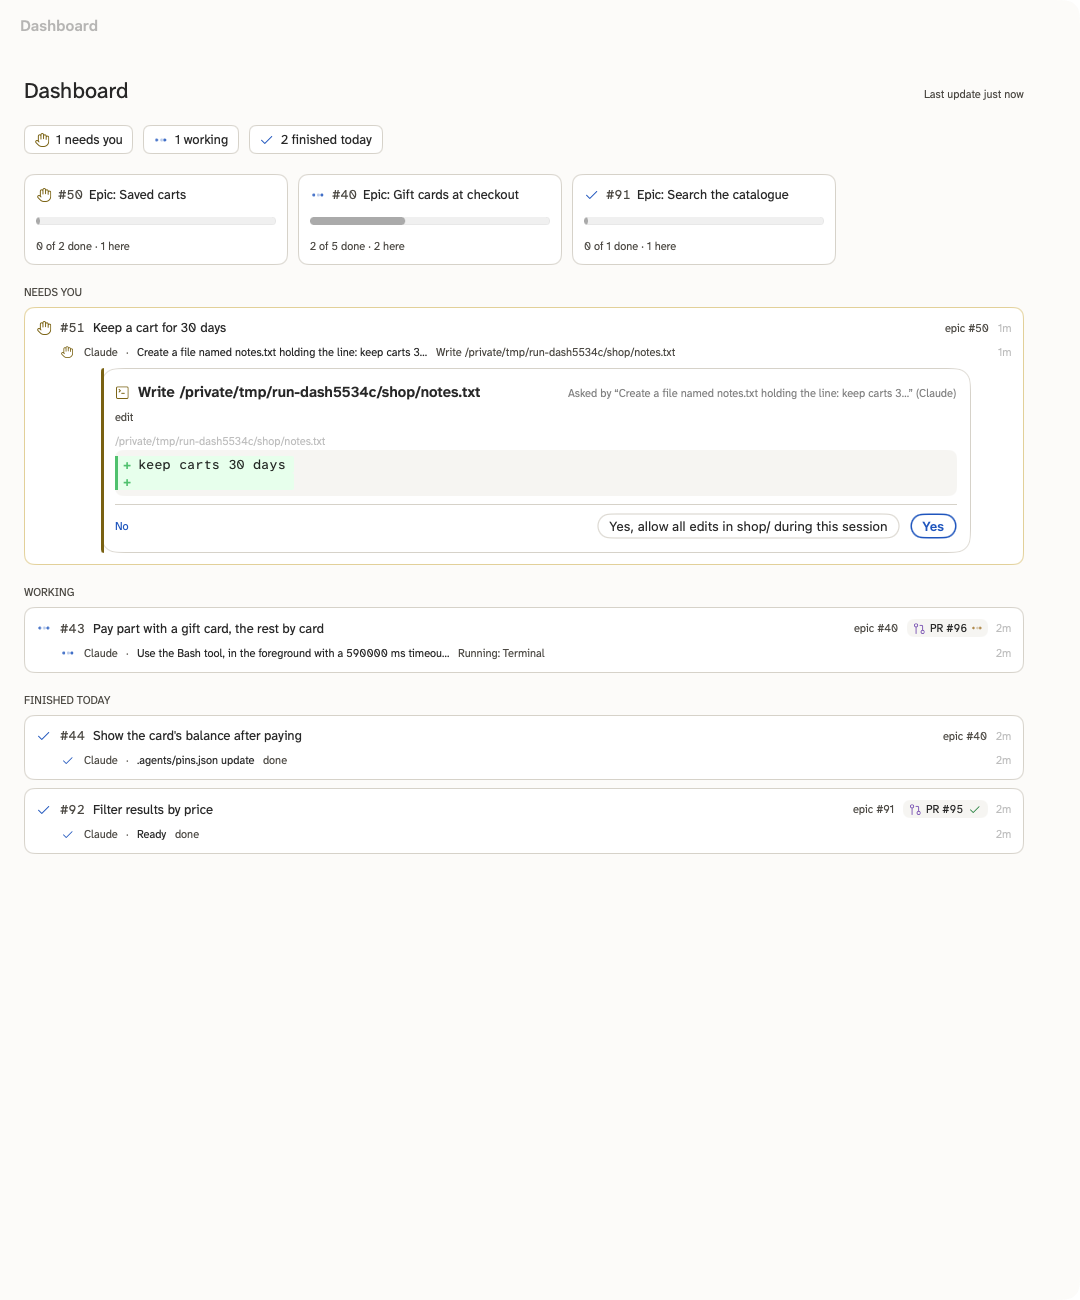 Dashboard
Dashboard
Last update just now
1 needs you
1 working
2 finished today
#50 Epic: Saved carts
0 of 2 done · 1 here
#40 Epic: Gift cards at checkout
2 of 5 done · 2 here
#91 Epic: Search the catalogue
0 of 1 done · 1 here
NEEDS YOU
#51 Keep a cart for 30 days epic #50 1m
Claude · Create a file named notes.txt holding the line: keep carts 3... Write /private/tmp/run-dash5534c/shop/notes.txt 1m
Write /private/tmp/run-dash5534c/shop/notes.txt Asked by “Create a file named notes.txt holding the line: keep carts 3...” (Claude)
edit
/private/tmp/run-dash5534c/shop/notes.txt
+ keep carts 30 days
+
No Yes, allow all edits in shop/ during this session Yes
WORKING
#43 Pay part with a gift card, the rest by card epic #40 PR #96 2m
Claude · Use the Bash tool, in the foreground with a 590000 ms timeou... Running: Terminal 2m
FINISHED TODAY
#44 Show the card's balance after paying epic #40 2m
Claude · .agents/pins.json update done 2m
#92 Filter results by price epic #91 PR #95 2m
Claude · Ready done 2m